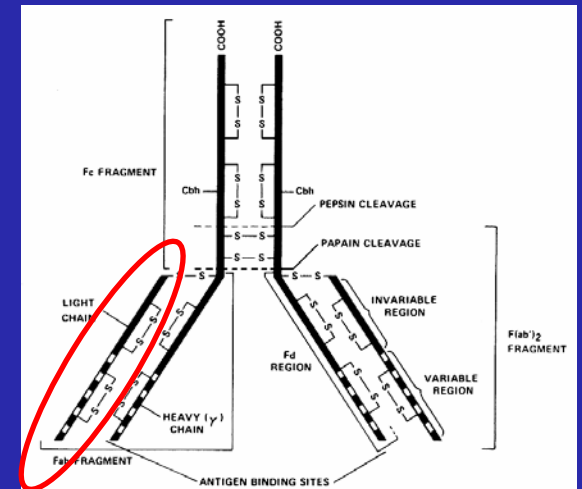 COOH
COOH
S
S
S
S
Fc FRAGMENT
S
S
S
S
Cbh
Cbh
PEPSIN CLEAVAGE
S—S
PAPAIN CLEAVAGE
S—S
S—S
S—S
LIGHT
CHAIN
S
S
S
S
INVARIABLE
REGION
S
S
S
S
F(ab')2
FRAGMENT
Fd
REGION
VARIABLE
REGION
S
S
S
S
S
S
S
S
HEAVY (γ)
CHAIN
Fab FRAGMENT
ANTIGEN BINDING SITES